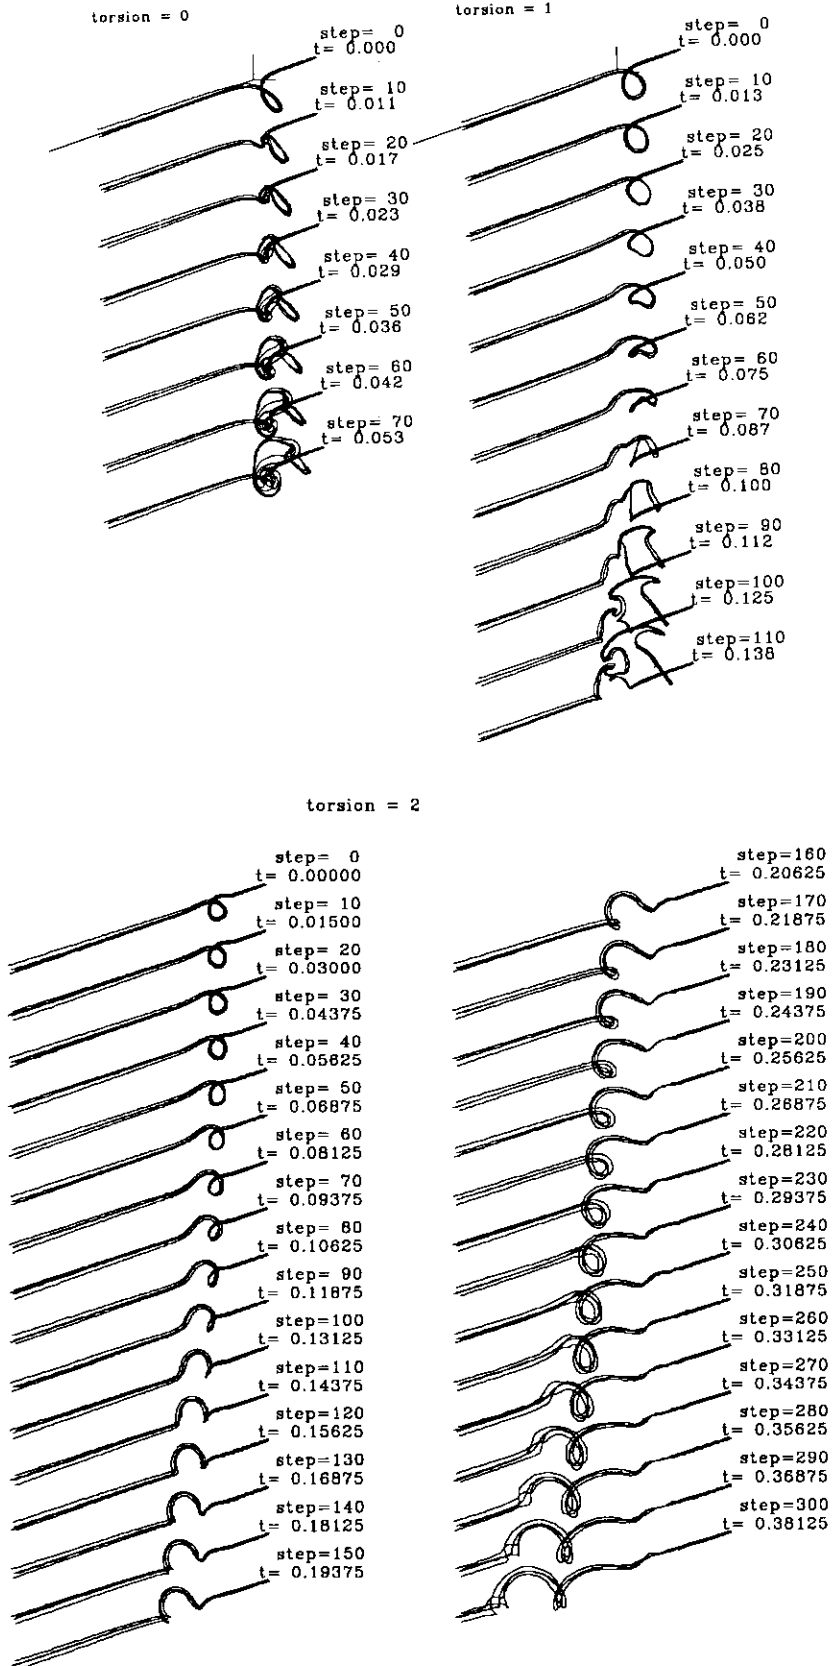 torsion = 0
step= 0
t= 0.000
step= 10
t= 0.011
step= 20
t= 0.017
step= 30
t= 0.023
step= 40
t= 0.029
step= 50
t= 0.036
step= 60
t= 0.042
step= 70
t= 0.053
torsion = 1
step= 0
t= 0.000
step= 10
t= 0.013
step= 20
t= 0.025
step= 30
t= 0.038
step= 40
t= 0.050
step= 50
t= 0.062
step= 60
t= 0.075
step= 70
t= 0.087
step= 80
t= 0.100
step= 90
t= 0.112
step=100
t= 0.125
step=110
t= 0.138
torsion = 2
step= 0
t= 0.00000
step= 10
t= 0.01500
step= 20
t= 0.03000
step= 30
t= 0.04375
step= 40
t= 0.05625
step= 50
t= 0.06875
step= 60
t= 0.08125
step= 70
t= 0.09375
step= 80
t= 0.10625
step= 90
t= 0.11875
step=100
t= 0.13125
step=110
t= 0.14375
step=120
t= 0.15625
step=130
t= 0.16875
step=140
t= 0.18125
step=150
t= 0.19375
step=160
t= 0.20625
step=170
t= 0.21875
step=180
t= 0.23125
step=190
t= 0.24375
step=200
t= 0.25625
step=210
t= 0.26875
step=220
t= 0.28125
step=230
t= 0.29375
step=240
t= 0.30625
step=250
t= 0.31875
step=260
t= 0.33125
step=270
t= 0.34375
step=280
t= 0.35625
step=290
t= 0.36875
step=300
t= 0.38125